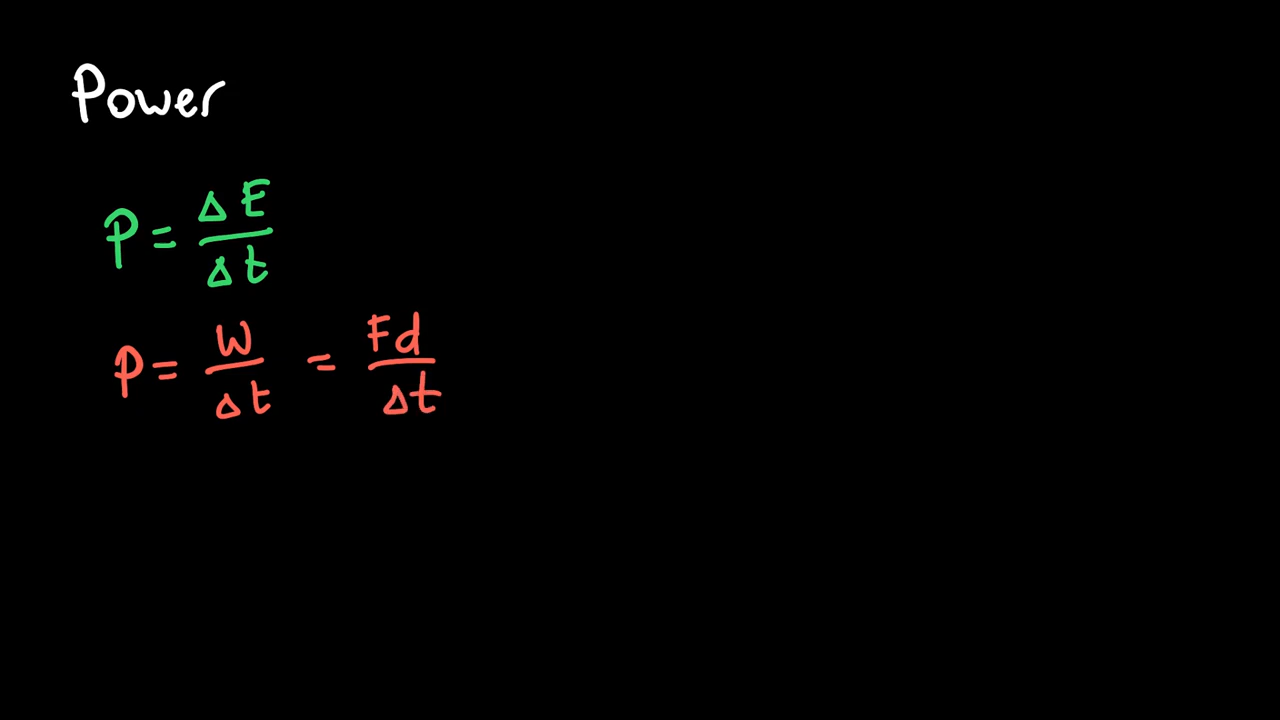 Power
P = ΔE/Δt
P = W/Δt = Fd/Δt